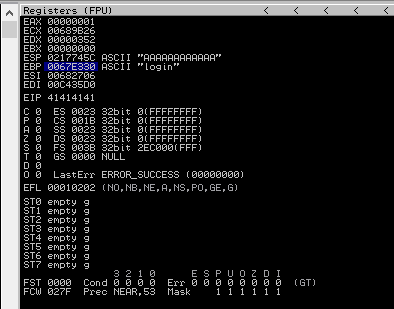 Registers (FPU) < < < < <
EAX 00000001
ECX 00689B26
EDX 00000352
EBX 00000000
ESP 0217745C ASCII "AAAAAAAAAAAA"
EBP 0067E330 ASCII "login"
ESI 00682706
EDI 00C435D0
EIP 41414141
C 0 ES 0023 32bit 0(FFFFFFFF)
P 0 CS 001B 32bit 0(FFFFFFFF)
A 0 SS 0023 32bit 0(FFFFFFFF)
Z 0 DS 0023 32bit 0(FFFFFFFF)
S 0 FS 003B 32bit 2EC000(FFF)
T 0 GS 0000 NULL
D 0
O 0 LastErr ERROR_SUCCESS (00000000)
EFL 00010202 (NO,NB,NE,A,NS,PO,GE,G)
ST0 empty g
ST1 empty g
ST2 empty g
ST3 empty g
ST4 empty g
ST5 empty g
ST6 empty g
ST7 empty g
3 2 1 0 E S P U O Z D I
FST 0000 Cond 0 0 0 0 Err 0 0 0 0 0 0 0 0 (GT)
FCW 027F Prec NEAR,53 Mask 1 1 1 1 1 1